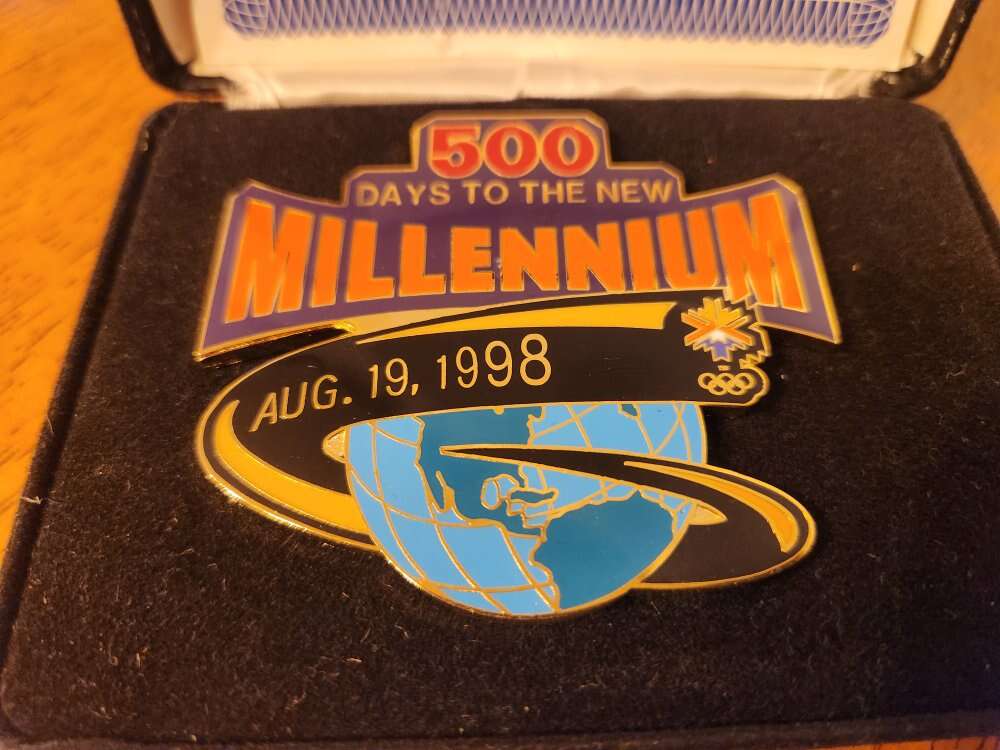 500
DAYS TO THE NEW
MILLENNIUM
AUG. 19, 1998